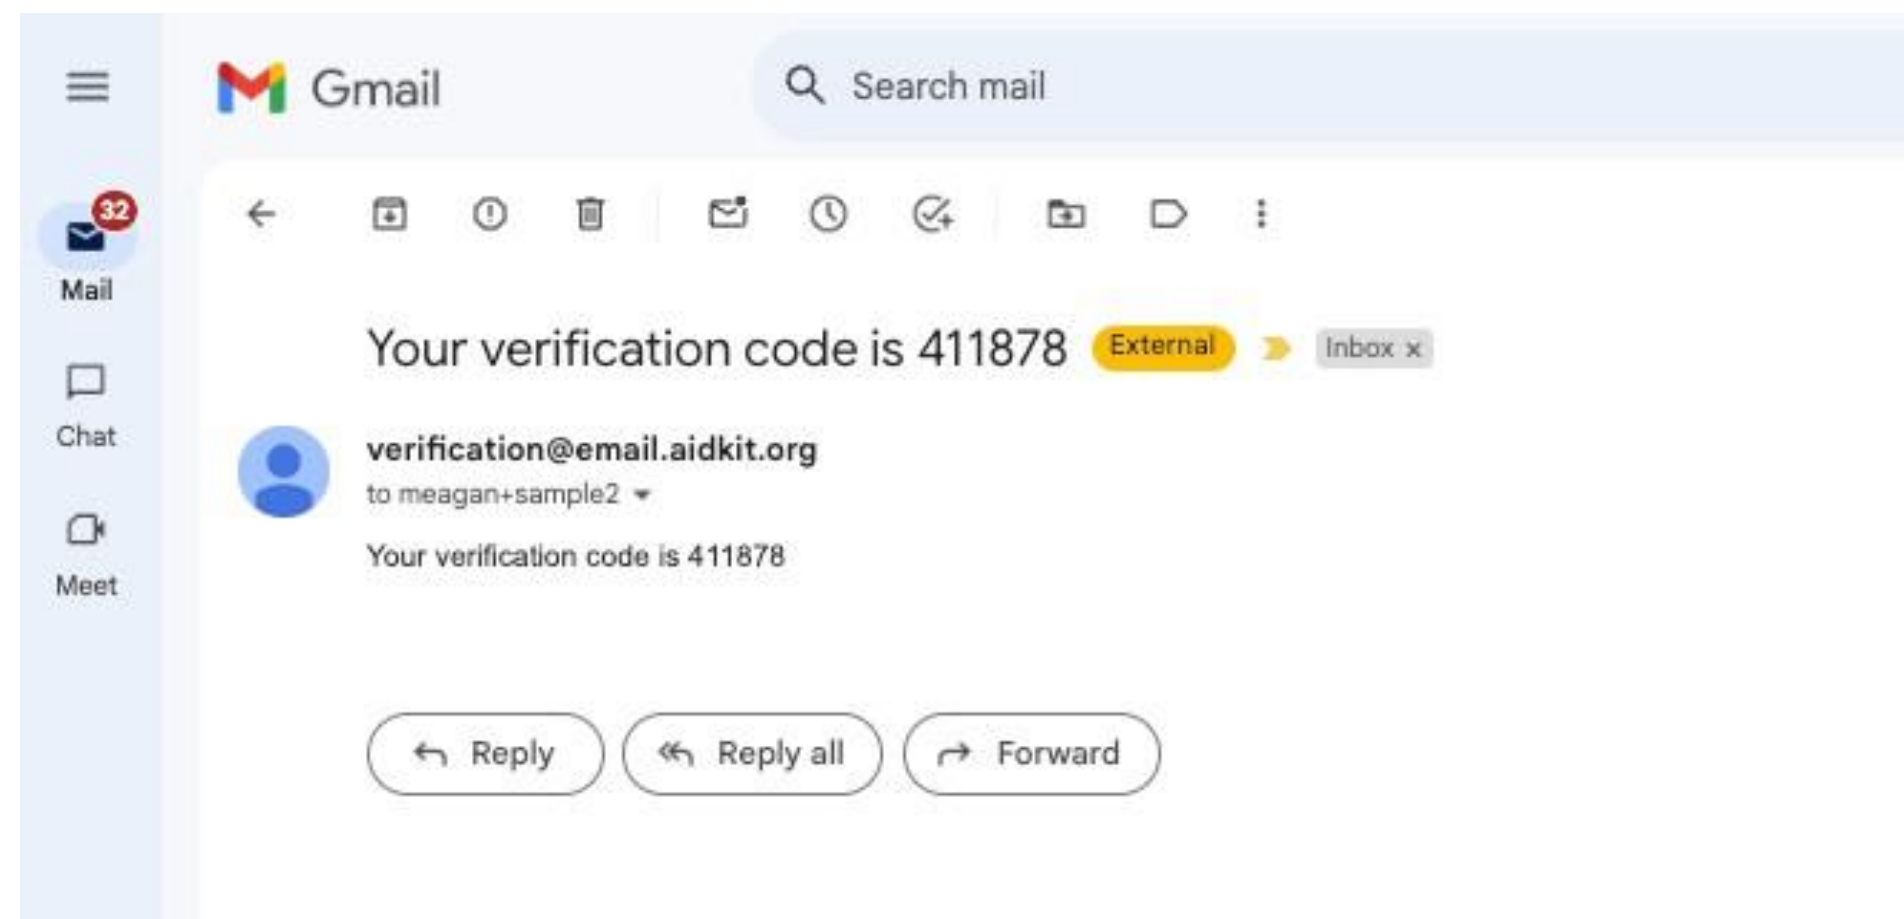 Gmail
Search mail
32
Mail
Chat
Meet
Your verification code is 411878 External Inbox x
verification@email.aidkit.org
to meagan+sample2
Your verification code is 411878
Reply Reply all Forward